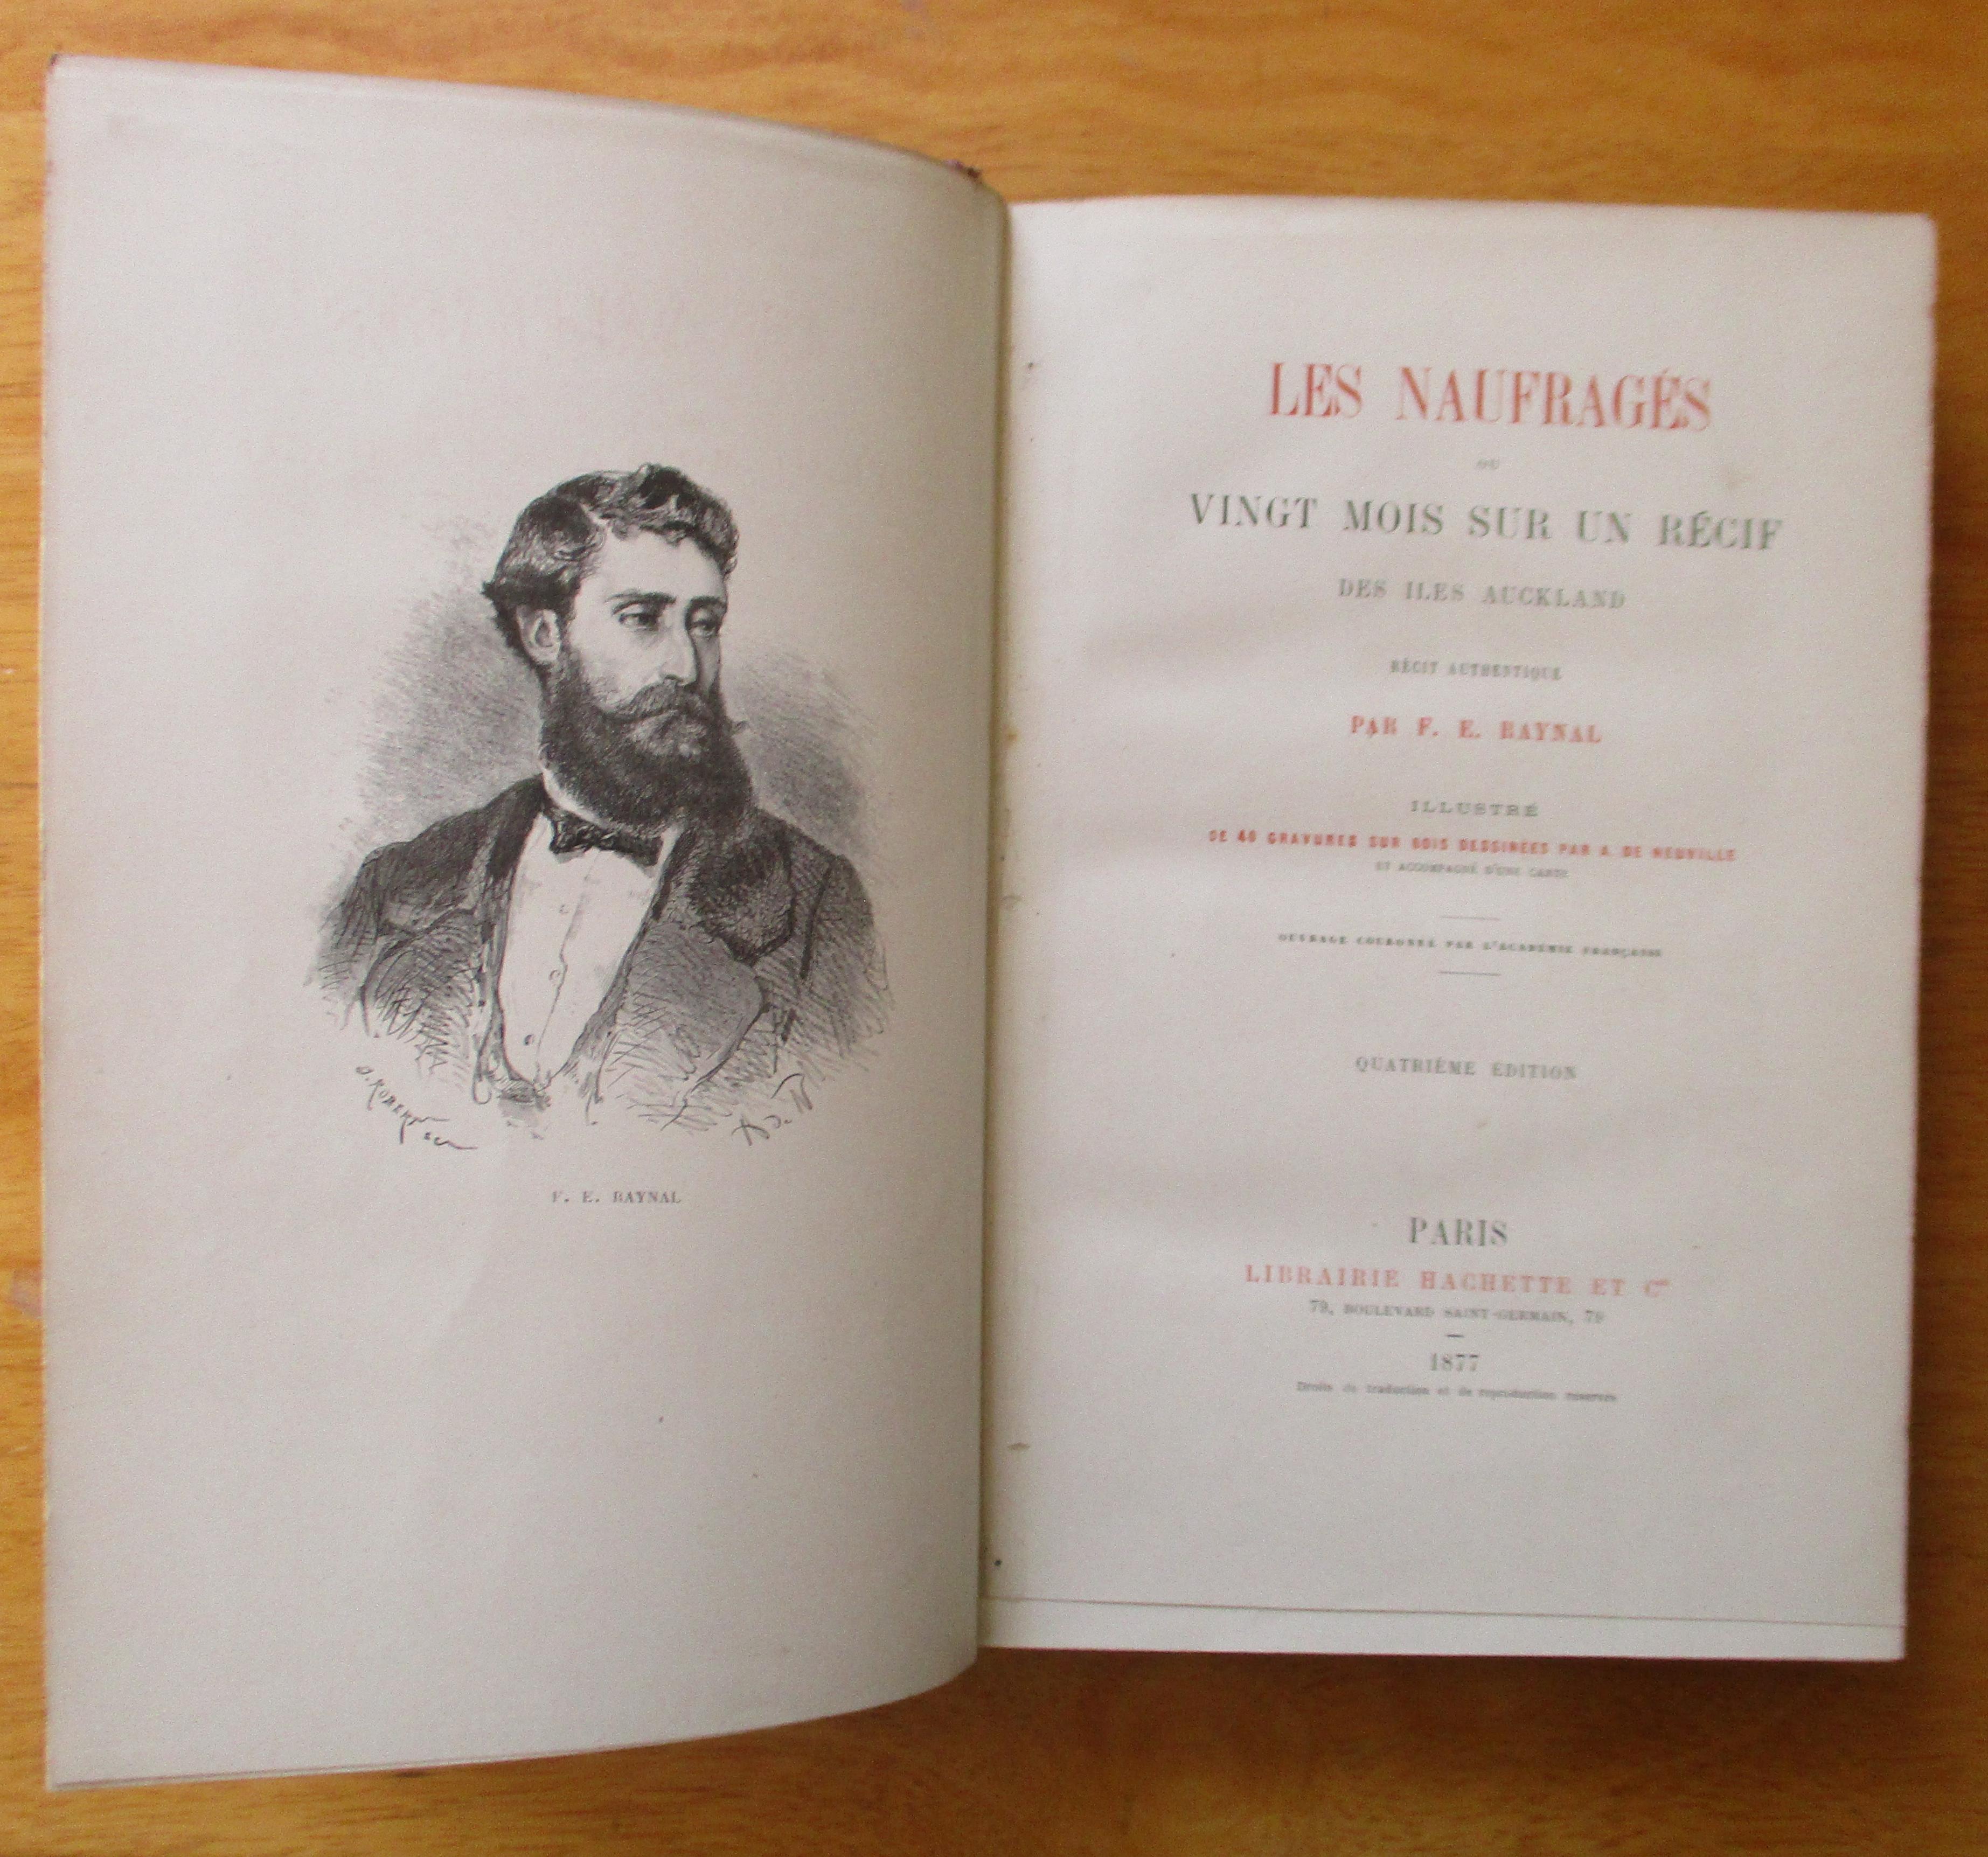 J. ROBERT sc
A. d. N
F. E. RAYNAL
LES NAUFRAGÉS
OU
VINGT MOIS SUR UN RÉCIF
DES ILES AUCKLAND
RÉCIT AUTHENTIQUE
PAR F. E. RAYNAL
ILLUSTRÉ
DE 40 GRAVURES SUR BOIS DESSINÉES PAR A. DE NEUVILLE
ET ACCOMPAGNÉ D'UNE CARTE
OUVRAGE COURONNÉ PAR L'ACADÉMIE FRANÇAISE
QUATRIÈME ÉDITION
PARIS
LIBRAIRIE HACHETTE ET Cie
79, BOULEVARD SAINT-GERMAIN, 79
1877
Droits de traduction et de reproduction réservés